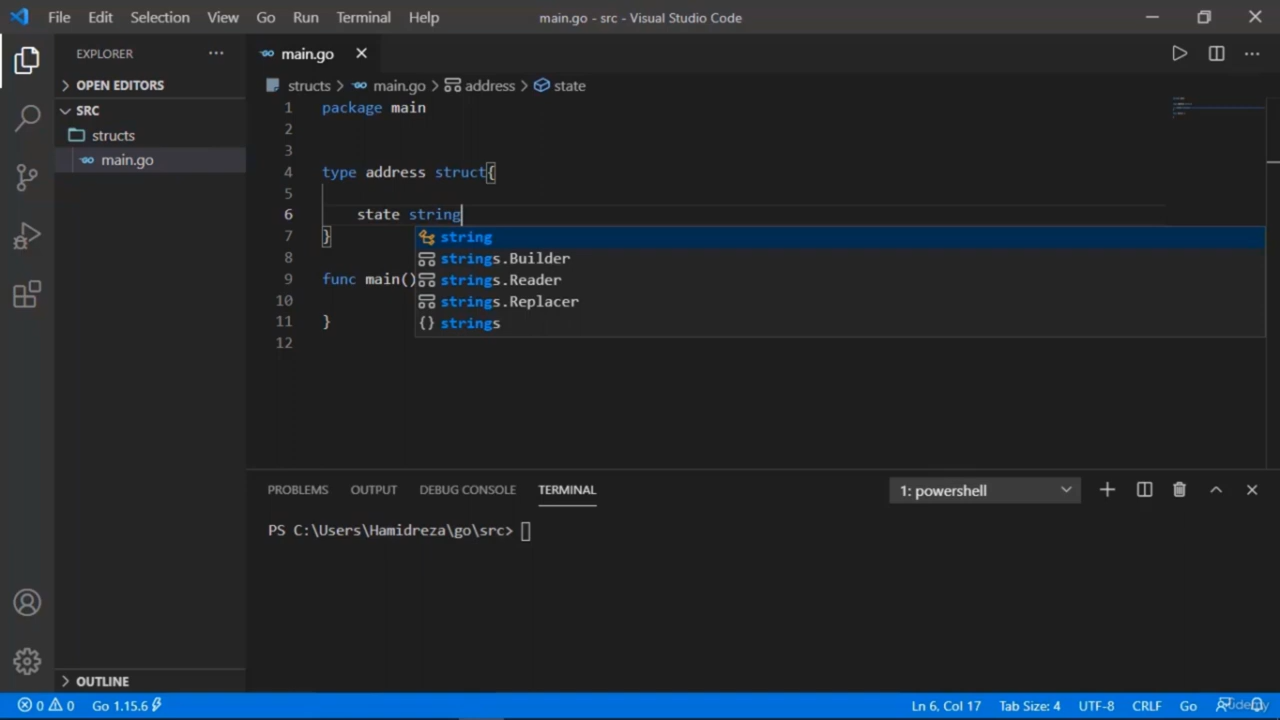 File Edit Selection View Go Run Terminal Help main.go - src - Visual Studio Code
EXPLORER
main.go
OPEN EDITORS
SRC
structs
main.go
OUTLINE
structs > main.go > address > state
1 package main
2
3
4 type address struct{
5
6 state string
7 }
8
9 func main()
10
11 }
12
string
strings.Builder
strings.Reader
strings.Replacer
{} strings
PROBLEMS OUTPUT DEBUG CONSOLE TERMINAL 1: powershell
PS C:\Users\Hamidreza\go\src>
0 0 Go 1.15.6 Ln 6, Col 17 Tab Size: 4 UTF-8 CRLF Go
Udemy